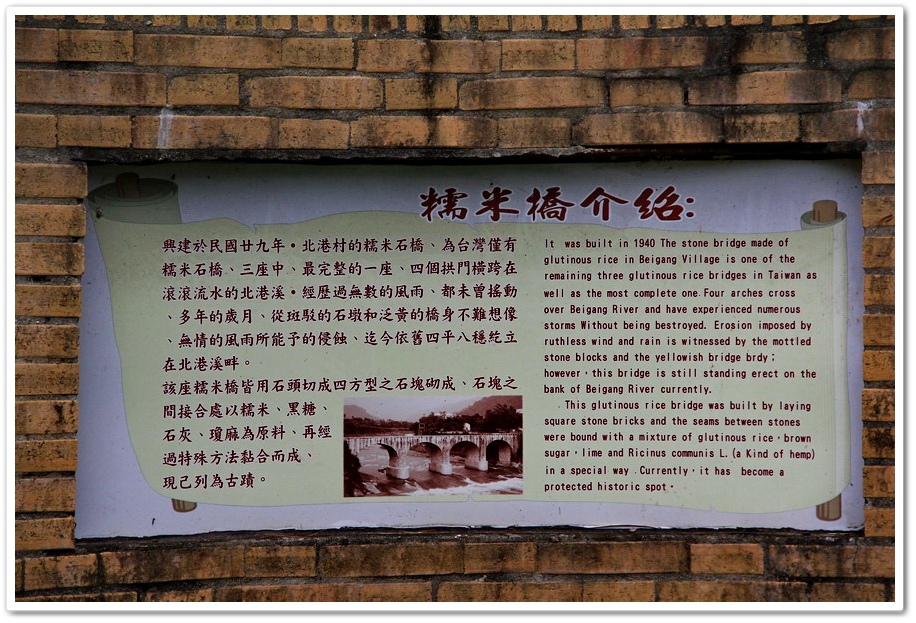 糯米橋介紹:
興建於民國廿九年。北港村的糯米石橋、為台灣僅有
糯米石橋、三座中、最完整的一座、四個拱門橫跨在
滾滾流水的北港溪。經歷過無數的風雨、都未曾搖動
、多年的歲月、從斑駁的石墩和泛黃的橋身不難想像
、無情的風雨所能予的侵蝕、迄今依舊四平八穩矻立
在北港溪畔。
該座糯米橋皆用石頭切成四方型之石塊砌成、石塊之
間接合處以糯米、黑糖、
石灰、瓊麻為原料、再經
過特殊方法黏合而成、
現己列為古蹟。
It was built in 1940 The stone bridge made of
glutinous rice in Beigang Village is one of the
remaining three glutinous rice bridges in Taiwan as
well as the most complete one.Four arches cross
over Beigang River and have experienced numerous
storms Without being bestroyed. Erosion imposed by
ruthless wind and rain is witnessed by the mottled
stone blocks and the yellowish bridge brdy;
however,this bridge is still standing erect on the
bank of Beigang River currently.
This glutinous rice bridge was built by laying
square stone bricks and the seams between stones
were bound with a mixture of glutinous rice,brown
sugar,lime and Ricinus communis L. (a Kind of hemp)
in a special way .Currently,it has become a
protected historic spot.